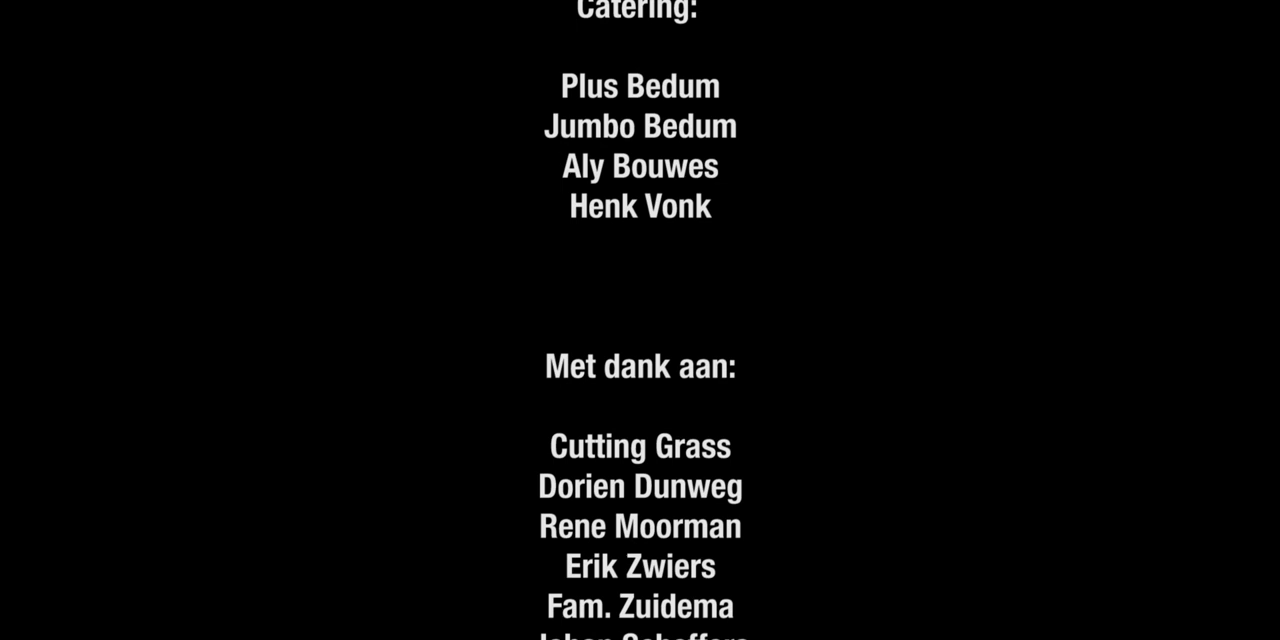 Catering:
Plus Bedum
Jumbo Bedum
Aly Bouwes
Henk Vonk
Met dank aan:
Cutting Grass
Dorien Dunweg
Rene Moorman
Erik Zwiers
Fam. Zuidema